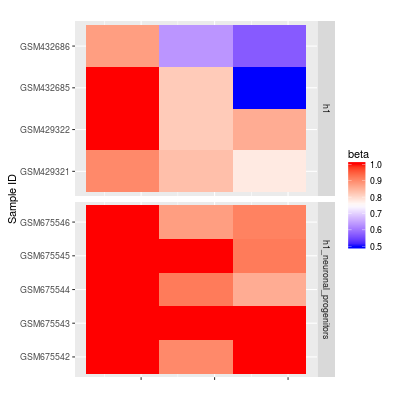 GSM432686
GSM432685
GSM429322
GSM429321
h1
GSM675546
GSM675545
GSM675544
GSM675543
GSM675542
h1_neuronal_progenitors
Sample ID
beta
1.0
0.9
0.8
0.7
0.6
0.5